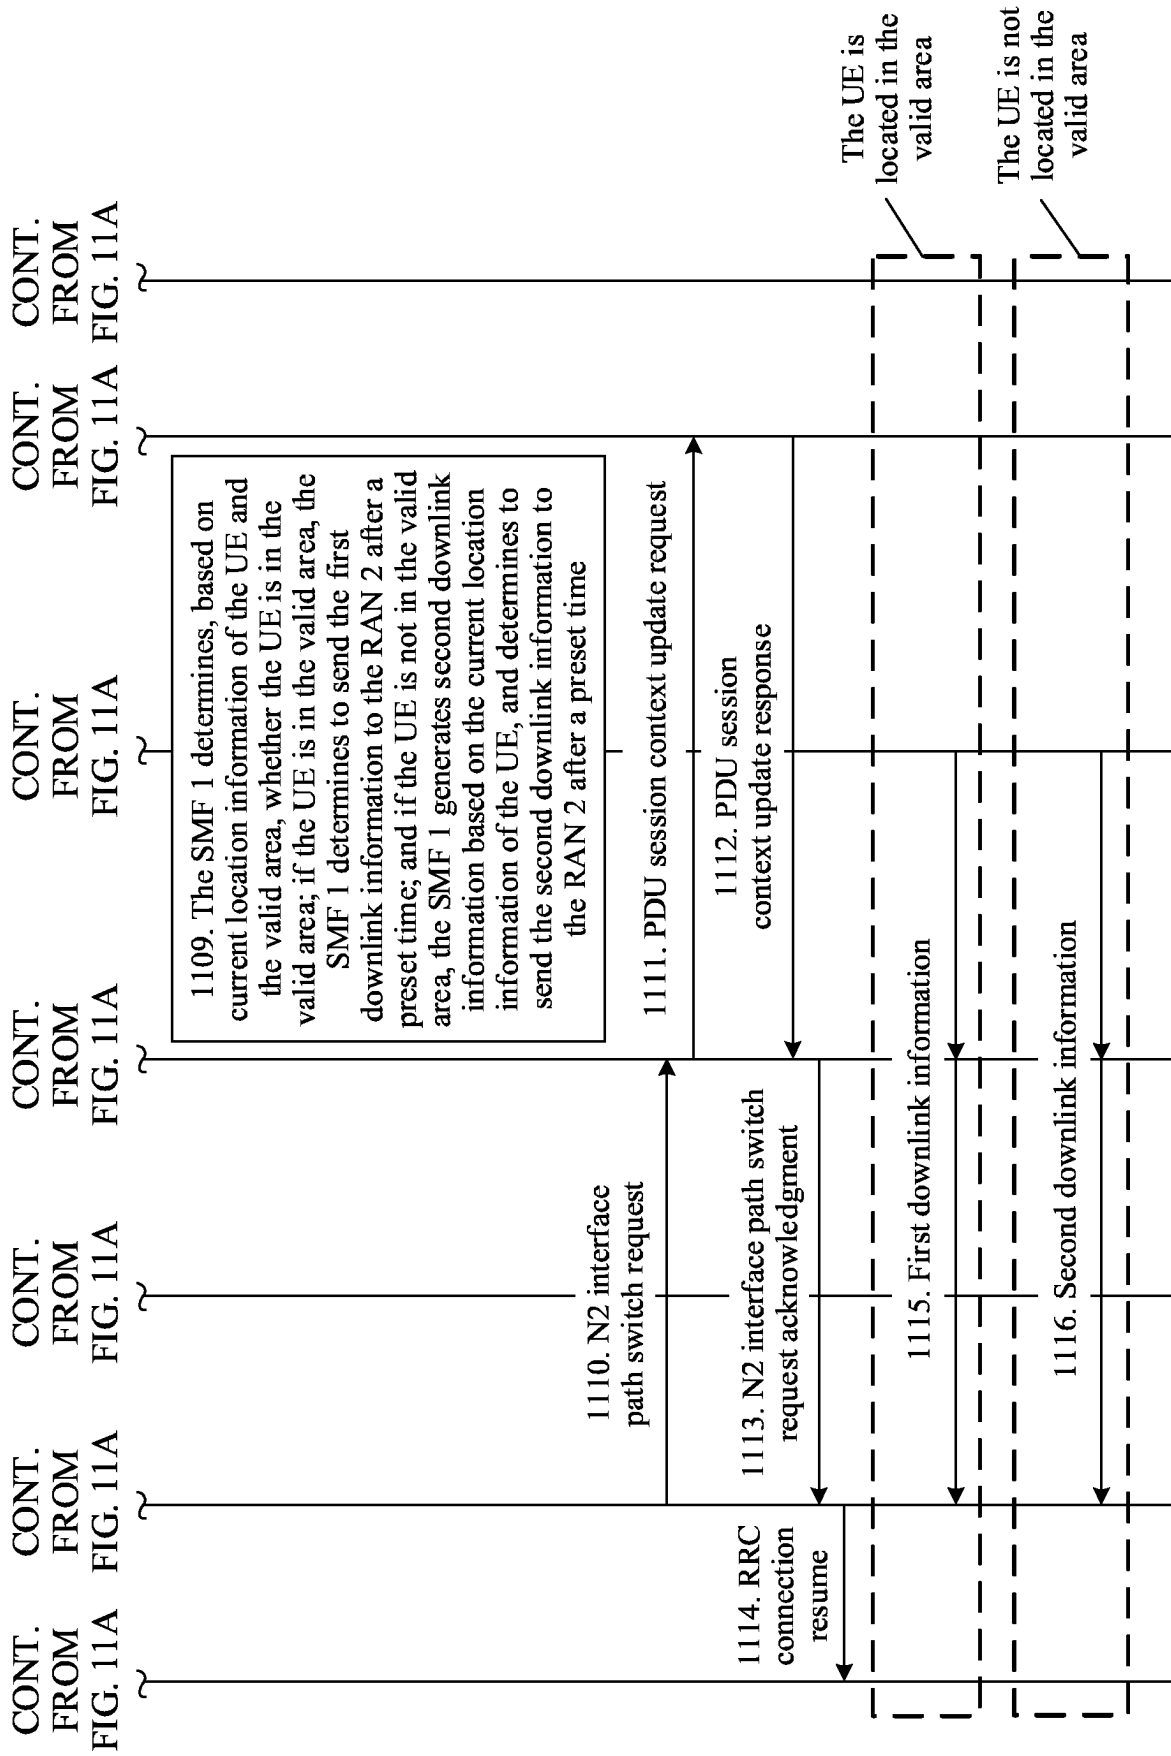 CONT.
FROM
FIG. 11A
CONT.
FROM
FIG. 11A
CONT.
FROM
FIG. 11A
CONT.
FROM
FIG. 11A
CONT.
FROM
FIG. 11A
CONT.
FROM
FIG. 11A
CONT.
FROM
FIG. 11A
1109. The SMF 1 determines, based on
current location information of the UE and
the valid area, whether the UE is in the
valid area; if the UE is in the valid area, the
SMF 1 determines to send the first
downlink information to the RAN 2 after a
preset time; and if the UE is not in the valid
area, the SMF 1 generates second downlink
information based on the current location
information of the UE, and determines to
send the second downlink information to
the RAN 2 after a preset time
1110. N2 interface
path switch request
1111. PDU session context update request
1112. PDU session
context update response
1113. N2 interface path switch
request acknowledgment
1114. RRC
connection
resume
The UE is
located in the
valid area
1115. First downlink information
The UE is not
located in the
valid area
1116. Second downlink information